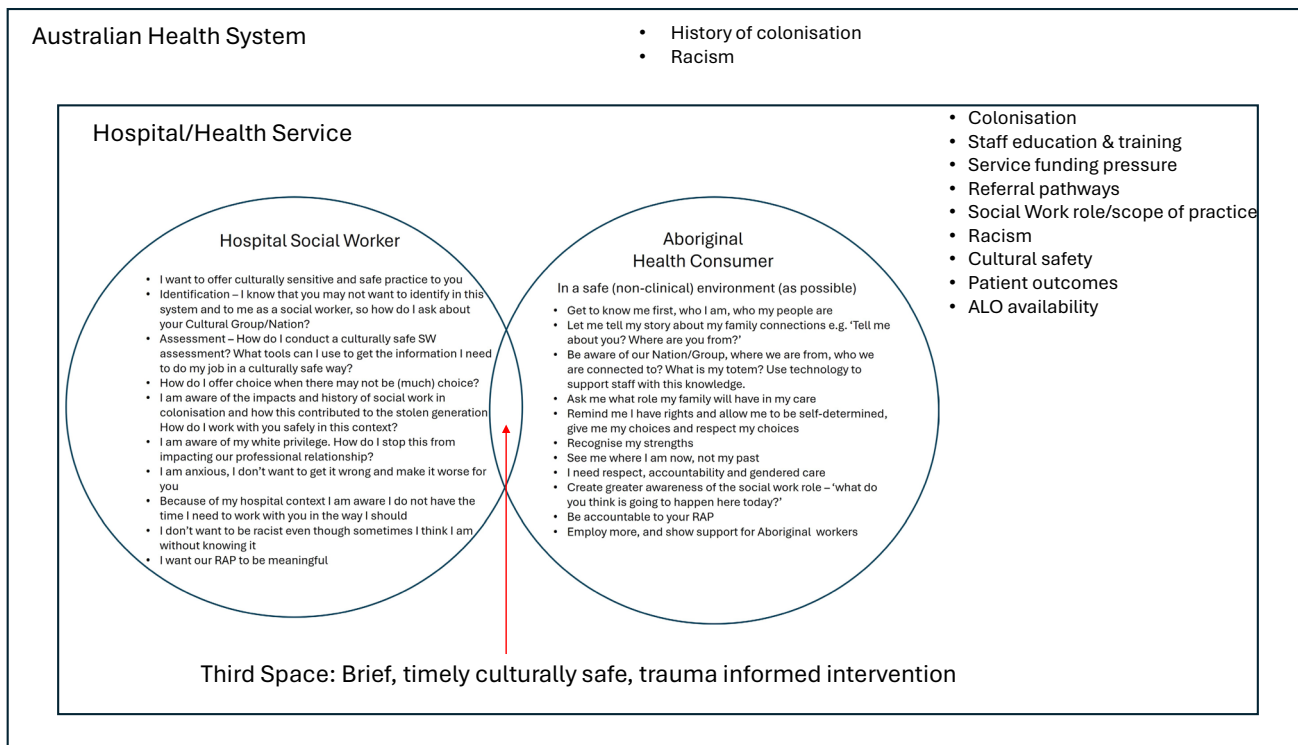 Australian Health System
• History of colonisation
• Racism
Hospital/Health Service
• Colonisation
• Staff education & training
• Service funding pressure
• Referral pathways
• Social Work role/scope of practice
• Racism
• Cultural safety
• Patient outcomes
• ALO availability
Hospital Social Worker
• I want to offer culturally sensitive and safe practice to you
• Identification – I know that you may not want to identify in this
system and to me as a social worker, so how do I ask about
your Cultural Group/Nation?
• Assessment – How do I conduct a culturally safe SW
assessment? What tools can I use to get the information I need
to do my job in a culturally safe way?
• How do I offer choice when there may not be (much) choice?
• I am aware of the impacts and history of social work in
colonisation and how this contributed to the stolen generation
How do I work with you safely in this context?
• I am aware of my white privilege. How do I stop this from
impacting our professional relationship?
• I am anxious, I don't want to get it wrong and make it worse for
you
• Because of my hospital context I am aware I do not have the
time I need to work with you in the way I should
• I don't want to be racist even though sometimes I think I am
without knowing it
• I want our RAP to be meaningful
Aboriginal
Health Consumer
In a safe (non-clinical) environment (as possible)
• Get to know me first, who I am, who my people are
• Let me tell my story about my family connections e.g. 'Tell me
about you? Where are you from?'
• Be aware of our Nation/Group, where we are from, who we
are connected to? What is my totem? Use technology to
support staff with this knowledge.
• Ask me what role my family will have in my care
• Remind me I have rights and allow me to be self-determined,
give me my choices and respect my choices
• Recognise my strengths
• See me where I am now, not my past
• I need respect, accountability and gendered care
• Create greater awareness of the social work role – 'what do
you think is going to happen here today?'
• Be accountable to your RAP
• Employ more, and show support for Aboriginal workers
Third Space: Brief, timely culturally safe, trauma informed intervention